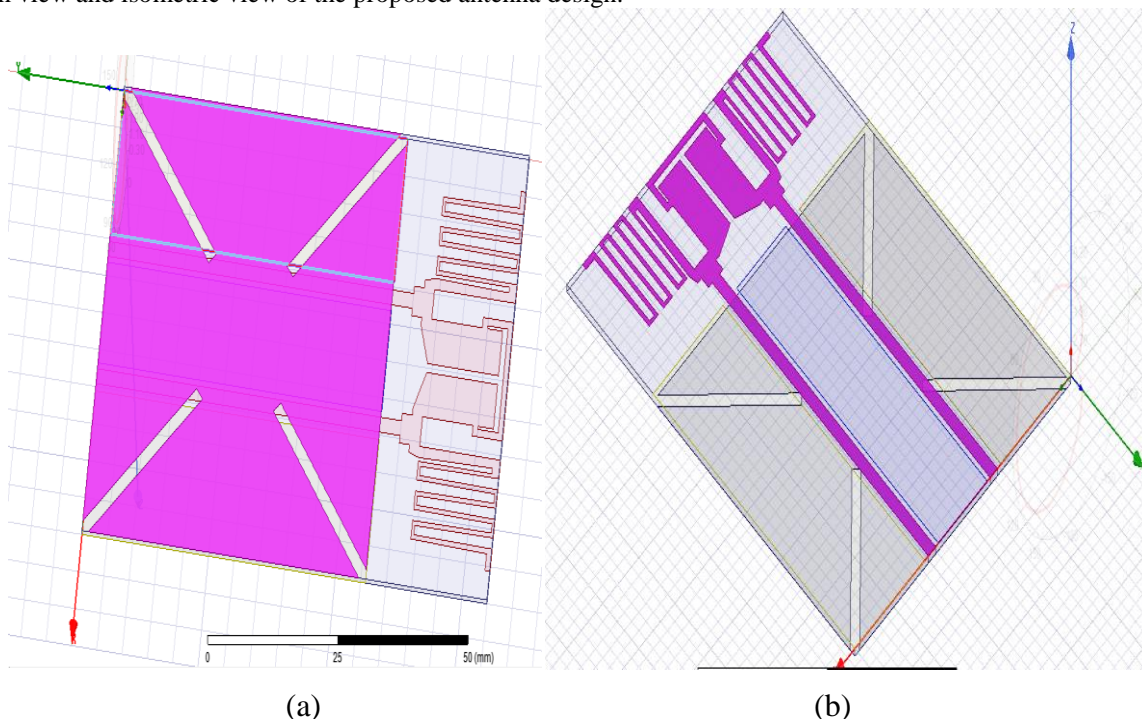 view and isometric view of the proposed antenna design.
Z
0
25
50 (mm)
(a)
(b)